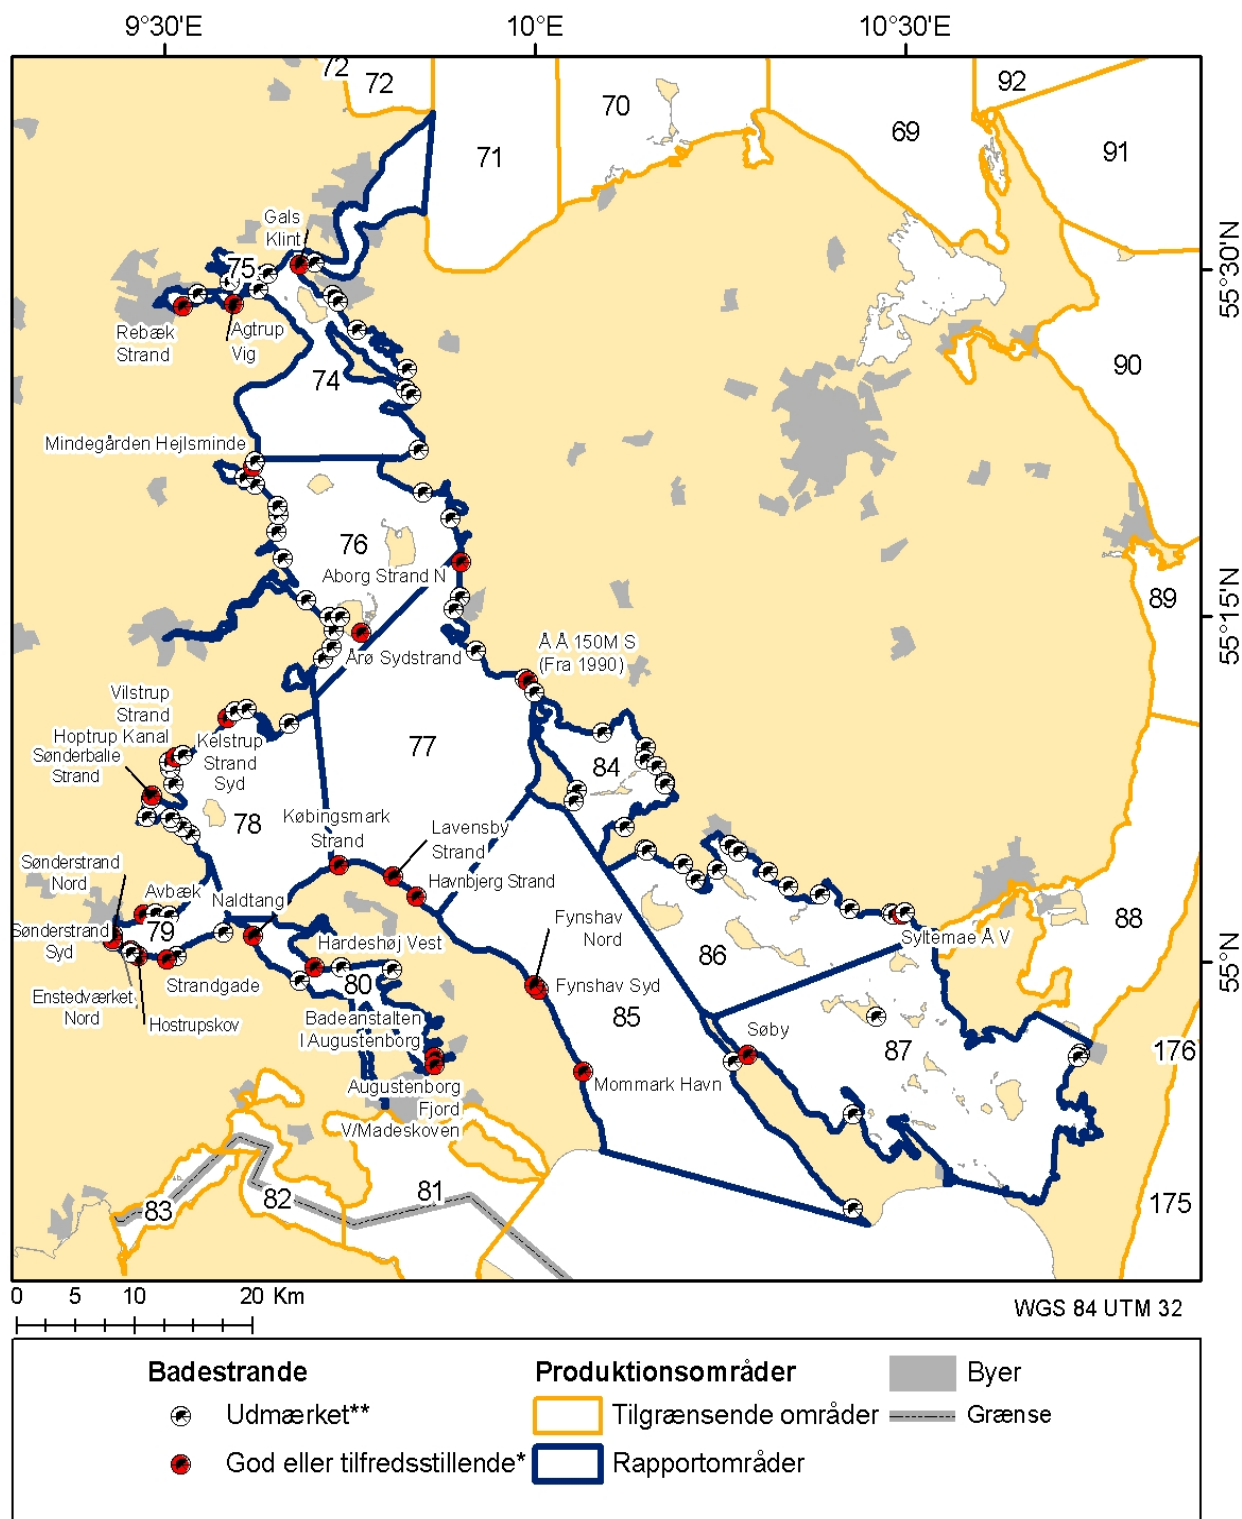 9°30'E
10°E
10°30'E
72
72
70
92
69
91
71
Gals
Klint
75
55°30'N
Rebæk
Strand
Agtrup
Vig
90
74
Mindegården Hejlsminde
76
Aborg Strand N
89
55°15'N
Årø Sydstrand
Å Å 150M S
(Fra 1990)
Vilstrup
Strand
Hoptrup Kanal
Sønderballe
Strand
Kelstrup
Strand
Syd
77
84
78
Købingsmark
Strand
Lavensby
Strand
Sønderstrand
Nord
Avbæk
Naldtang
Havnbjerg Strand
Fynshav
Nord
88
79
Sønderstrand
Syd
Hardeshøj Vest
Syltemae Å V
86
55°N
Strandgade
80
Fynshav Syd
Enstedværket
Nord
Hostrupskov
Badeanstalten
I Augustenborg
85
Søby
87
176
Augustenborg
Fjord
V/Madeskoven
Mommark Havn
81
82
83
175
0 5 10 20 Km
WGS 84 UTM 32
Badestrande
Udmærket**
God eller tilfredsstillende*
Produktionsområder
Tilgrænsende områder
Rapportområder
Byer
Grænse